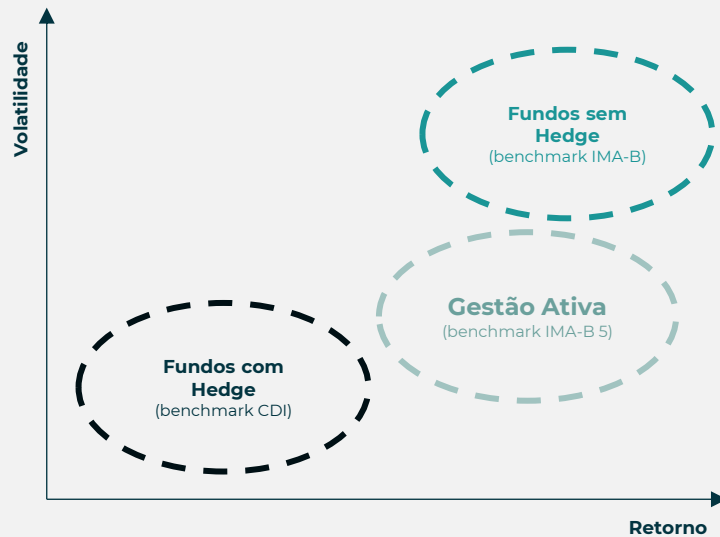 Volatilidade
Fundos sem
Hedge
(benchmark IMA-B)
Gestão Ativa
(benchmark IMA-B 5)
Fundos com
Hedge
(benchmark CDI)
Retorno